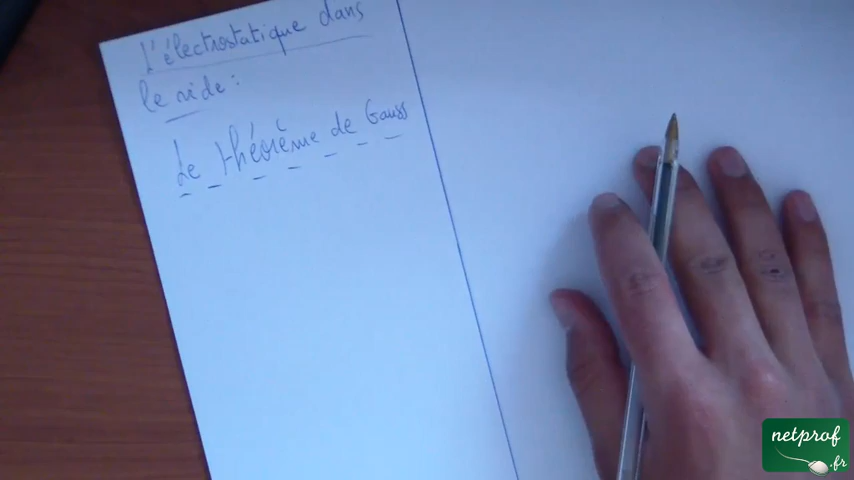 L'électrostatique dans
le vide :
Le théorème de Gauss
netprof
.fr